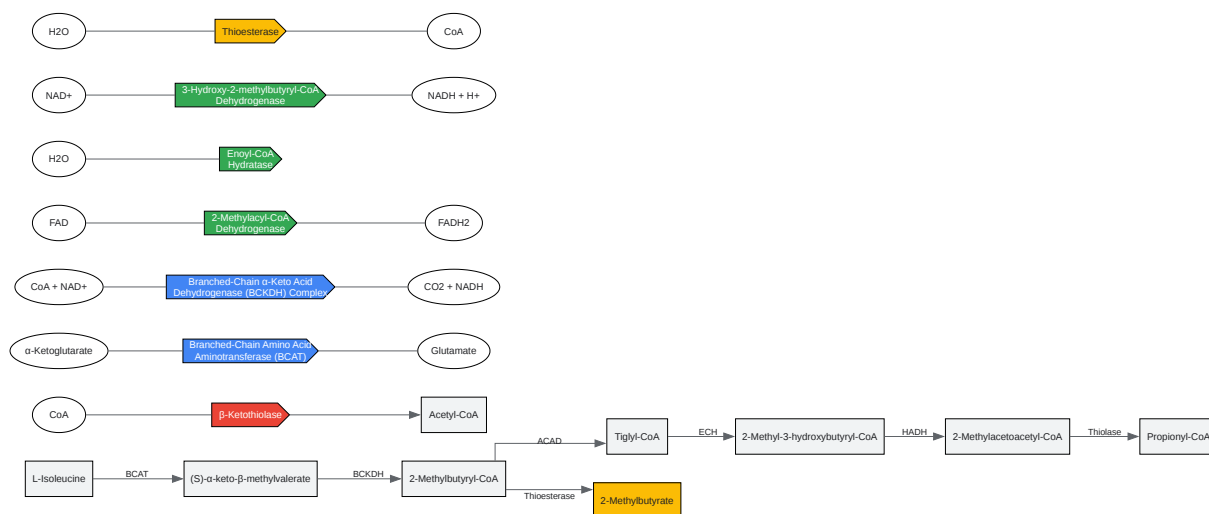 H2O
Thioesterase
CoA
NAD+
3-Hydroxy-2-methylbutyryl-CoA
Dehydrogenase
NADH + H+
H2O
Enoyl-CoA
Hydratase
FAD
2-Methylacyl-CoA
Dehydrogenase
FADH2
CoA + NAD+
Branched-Chain α-Keto Acid
Dehydrogenase (BCKDH) Complex
CO2 + NADH
α-Ketoglutarate
Branched-Chain Amino Acid
Aminotransferase (BCAT)
Glutamate
CoA
β-Ketothiolase
Acetyl-CoA
ACAD
Tiglyl-CoA
ECH
2-Methyl-3-hydroxybutyryl-CoA
HADH
2-Methylacetoacetyl-CoA
Thiolase
Propionyl-CoA
L-Isoleucine
BCAT
(S)-α-keto-β-methylvalerate
BCKDH
2-Methylbutyryl-CoA
Thioesterase
2-Methylbutyrate